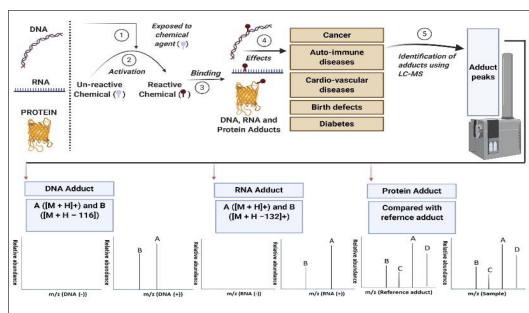 DNA
RNA
PROTEIN
1
Exposed to
chemical
agent
2
Activation
Un-reactive
Chemical
Reactive
Chemical
Binding
3
4
Effects
DNA, RNA and
Protein Adducts
Cancer
Auto-immune
diseases
Cardio-vascular
diseases
Birth defects
Diabetes
5
Identification of
adducts using
LC-MS
Adduct
peaks
DNA Adduct
A ([M + H]+) and B
([M + H - 116]
RNA Adduct
A ([M + H]+) and B
([M + H -132]+)
Protein Adduct
Compared with
refernce adduct
Relative abundance
m/z (DNA (-))
Relative abundance
B
A
m/z (DNA (+))
Relative abundance
m/z (RNA (-))
Relative abundance
B
A
m/z (RNA (+))
Relative abundance
B
C
A
D
m/z (Reference adduct)
Relative abundance
B
C
A
D
m/z (Sample)